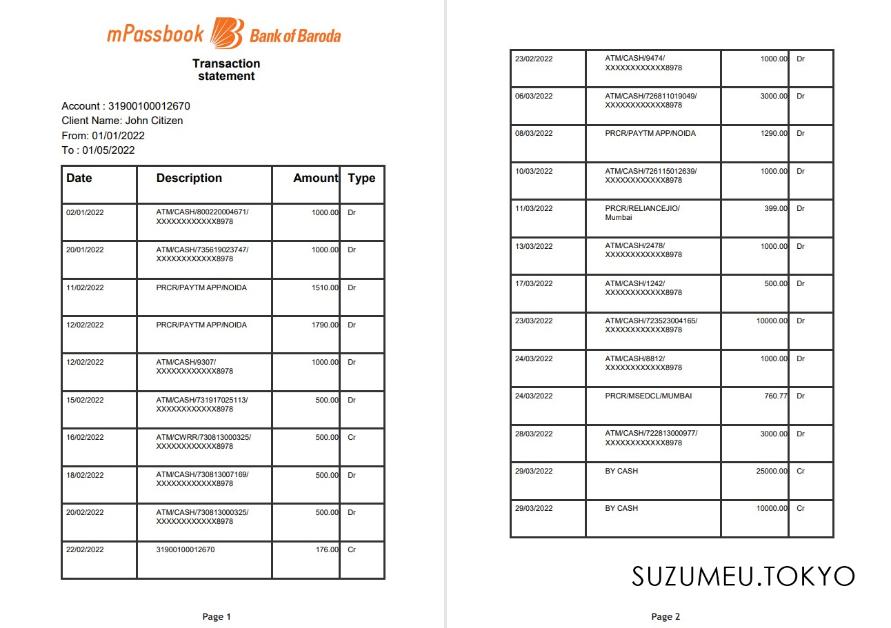 mPassbook Bank of Baroda
Transaction
statement
Account : 31900100012670
Client Name: John Citizen
From: 01/01/2022
To : 01/05/2022
Date Description Amount Type
02/01/2022 ATM/CASH/800220004671/ 1000.00 Dr
XXXXXXXXXXXX8978
20/01/2022 ATM/CASH/735619023747/ 1000.00 Dr
XXXXXXXXXXXX8978
11/02/2022 PRCR/PAYTM APP/NOIDA 1510.00 Dr
12/02/2022 PRCR/PAYTM APP/NOIDA 1790.00 Dr
12/02/2022 ATM/CASH/9307/ 1000.00 Dr
XXXXXXXXXXXX8978
15/02/2022 ATM/CASH/731917025113/ 500.00 Dr
XXXXXXXXXXXX8978
16/02/2022 ATM/CWRR/730813000325/ 500.00 Cr
XXXXXXXXXXXX8978
18/02/2022 ATM/CASH/730813007169/ 500.00 Dr
XXXXXXXXXXXX8978
20/02/2022 ATM/CASH/730813000325/ 500.00 Dr
XXXXXXXXXXXX8978
22/02/2022 31900100012670 176.00 Cr
Page 1
23/02/2022 ATM/CASH/9474/ 1000.00 Dr
XXXXXXXXXXXX8978
06/03/2022 ATM/CASH/726811019049/ 3000.00 Dr
XXXXXXXXXXXX8978
08/03/2022 PRCR/PAYTM APP/NOIDA 1290.00 Dr
10/03/2022 ATM/CASH/726115012639/ 1000.00 Dr
XXXXXXXXXXXX8978
11/03/2022 PRCR/RELIANCEJIO/ 399.00 Dr
Mumbai
13/03/2022 ATM/CASH/2478/ 1000.00 Dr
XXXXXXXXXXXX8978
17/03/2022 ATM/CASH/1242/ 500.00 Dr
XXXXXXXXXXXX8978
23/03/2022 ATM/CASH/723523004165/ 10000.00 Dr
XXXXXXXXXXXX8978
24/03/2022 ATM/CASH/8812/ 1000.00 Dr
XXXXXXXXXXXX8978
24/03/2022 PRCR/MSEDCL/MUMBAI 760.77 Dr
28/03/2022 ATM/CASH/722813000977/ 3000.00 Dr
XXXXXXXXXXXX8978
29/03/2022 BY CASH 25000.00 Cr
29/03/2022 BY CASH 10000.00 Cr
SUZUMEU.TOKYO
Page 2